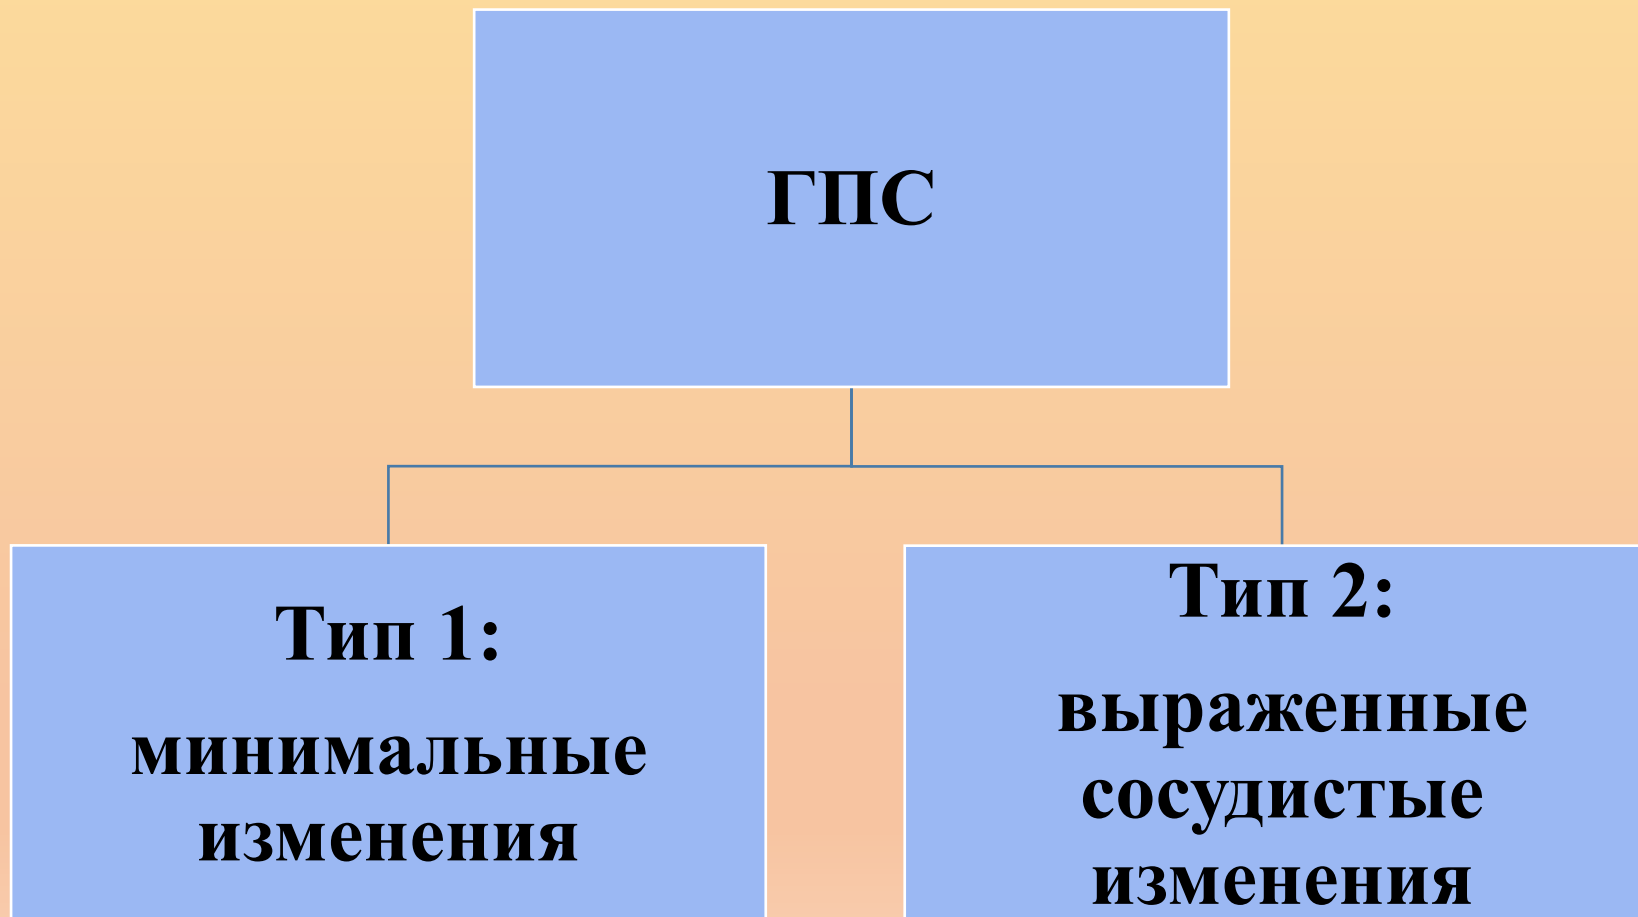 ГПС
Тип 1:
минимальные
изменения
Тип 2:
выраженные
сосудистые
изменения